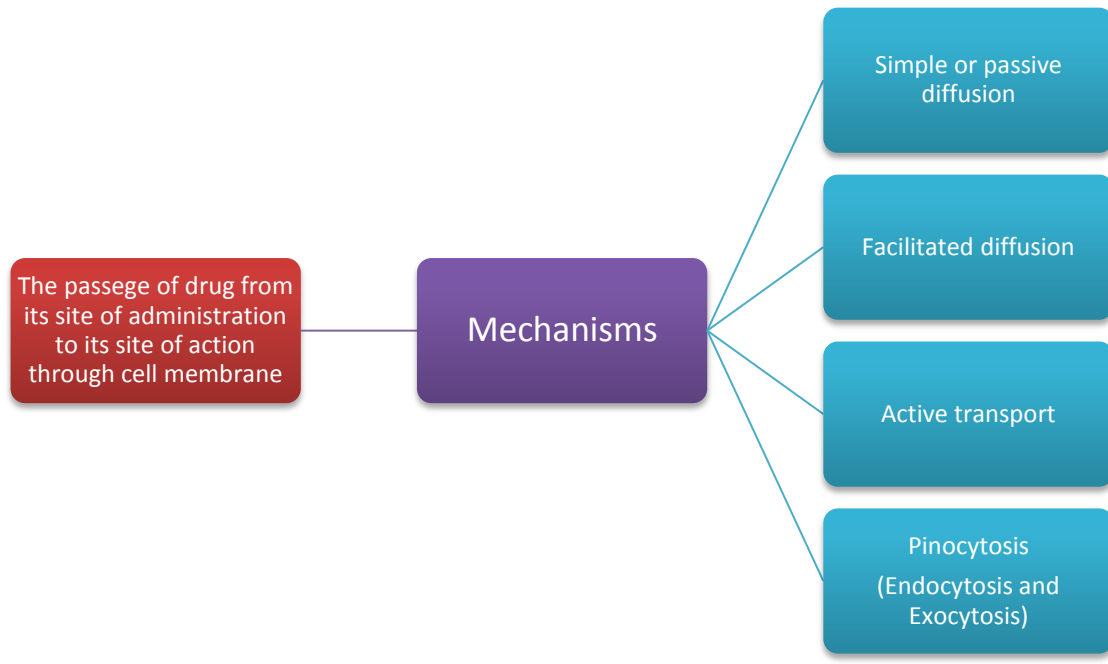 The passege of drug from
its site of administration
to its site of action
through cell membrane
Mechanisms
Simple or passive
diffusion
Facilitated diffusion
Active transport
Pinocytosis
(Endocytosis and
Exocytosis)